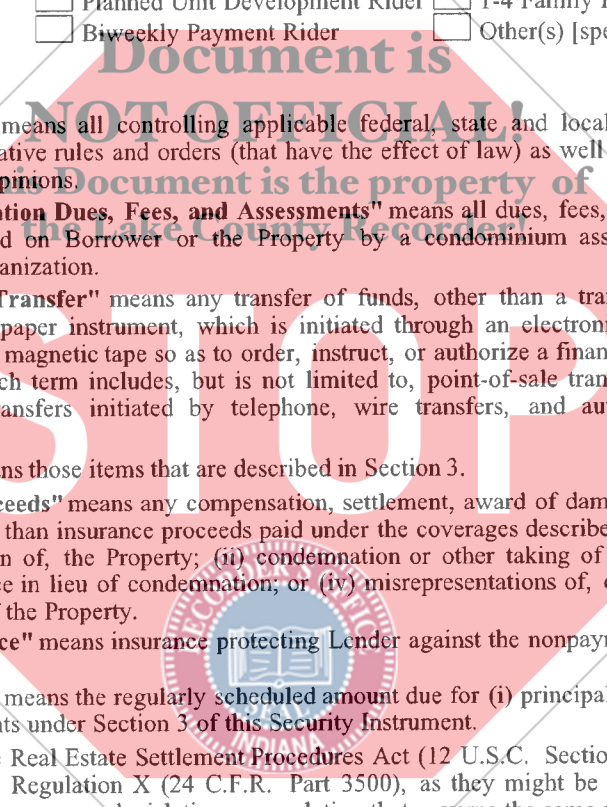 Planned Unit Development Rider 1-4 Family
Biweekly Payment Rider Other(s) [spe
Document is
NOT OFFICIAL!
means all controlling applicable federal, state and local
ative rules and orders (that have the effect of law) as well
pinions.
is Document is the property of
ation Dues, Fees, and Assessments" means all dues, fees,
the Lake County Recorder!
d on Borrower or the Property by a condominium ass
anization.
Transfer" means any transfer of funds, other than a tra
paper instrument, which is initiated through an electroni
magnetic tape so as to order, instruct, or authorize a finan
ch term includes, but is not limited to, point-of-sale tran
ransfers initiated by telephone, wire transfers, and au
STOP
ns those items that are described in Section 3.
ceeds" means any compensation, settlement, award of dam
than insurance proceeds paid under the coverages describe
n of, the Property; (ii) condemnation or other taking of
ce in lieu of condemnation; or (iv) misrepresentations of, o
f the Property.
RECORDER'S OFFICE
ce" means insurance protecting Lender against the nonpaym
means the regularly scheduled amount due for (i) principal
SEAL
nts under Section 3 of this Security Instrument.
INDIANA
Real Estate Settlement Procedures Act (12 U.S.C. Section
Regulation X (24 C.F.R. Part 3500), as they might be